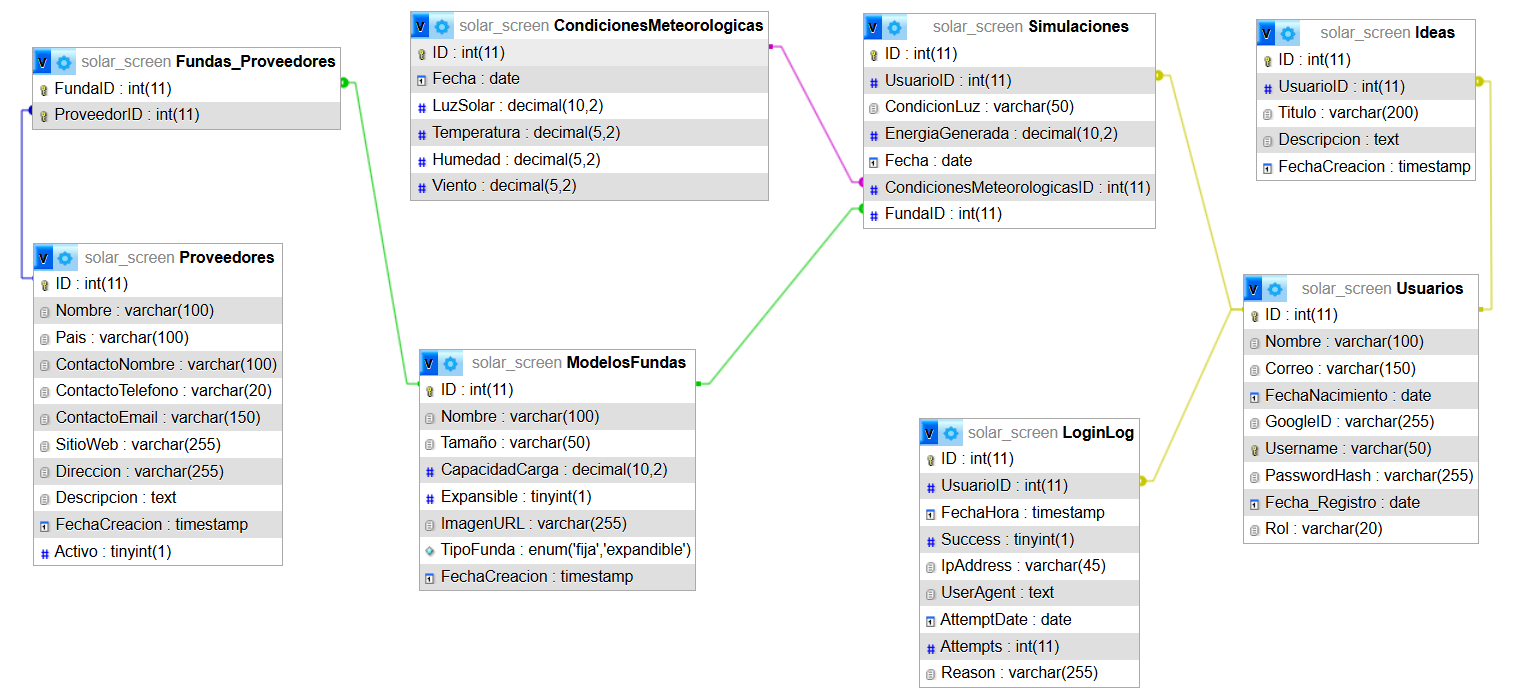 solar_screen Fundas_Proveedores
FundaID : int(11)
ProveedorID : int(11)
solar_screen CondicionesMeteorologicas
ID : int(11)
Fecha : date
LuzSolar : decimal(10,2)
Temperatura : decimal(5,2)
Humedad : decimal(5,2)
Viento : decimal(5,2)
solar_screen Simulaciones
ID : int(11)
UsuarioID : int(11)
CondicionLuz : varchar(50)
EnergiaGenerada : decimal(10,2)
Fecha : date
CondicionesMeteorologicasID : int(11)
FundaID : int(11)
solar_screen Ideas
ID : int(11)
UsuarioID : int(11)
Titulo : varchar(200)
Descripcion : text
FechaCreacion : timestamp
solar_screen Proveedores
ID : int(11)
Nombre : varchar(100)
Pais : varchar(100)
ContactoNombre : varchar(100)
ContactoTelefono : varchar(20)
ContactoEmail : varchar(150)
SitioWeb : varchar(255)
Direccion : varchar(255)
Descripcion : text
FechaCreacion : timestamp
Activo : tinyint(1)
solar_screen ModelosFundas
ID : int(11)
Nombre : varchar(100)
Tamaño : varchar(50)
CapacidadCarga : decimal(10,2)
Expansible : tinyint(1)
ImagenURL : varchar(255)
TipoFunda : enum('fija','expandible')
FechaCreacion : timestamp
solar_screen LoginLog
ID : int(11)
UsuarioID : int(11)
FechaHora : timestamp
Success : tinyint(1)
IpAddress : varchar(45)
UserAgent : text
AttemptDate : date
Attempts : int(11)
Reason : varchar(255)
solar_screen Usuarios
ID : int(11)
Nombre : varchar(100)
Correo : varchar(150)
FechaNacimiento : date
GoogleID : varchar(255)
Username : varchar(50)
PasswordHash : varchar(255)
Fecha_Registro : date
Rol : varchar(20)